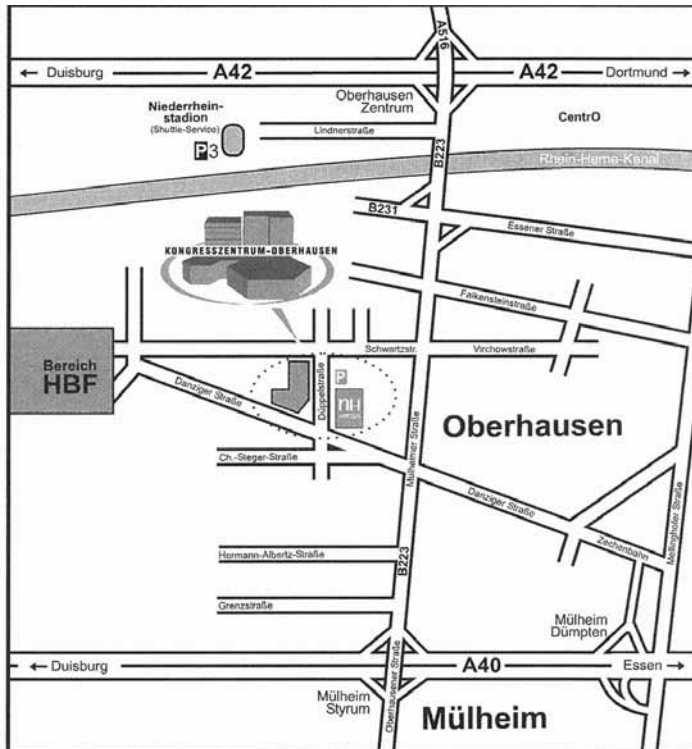 A516
← Duisburg
A42
A42
Dortmund →
Oberhausen
Zentrum
CentrO
Niederrhein-
stadion
(Shuttle-Service)
P 3
Lindnerstraße
B223
Rhein-Herne-Kanal
B231
Essener Straße
KONGRESSZENTRUM-OBERHAUSEN
Falkensteinstraße
Schwartzstr.
Virchowstraße
Bereich
HBF
Danziger Straße
Düppelstraße
P
nH
HOTELES
Mülheimer Straße
Oberhausen
Ch.-Steger-Straße
Danziger Straße
Mellinghofer Straße
Zechenbahn
Hermann-Albertz-Straße
B223
Grenzstraße
Mülheim
Dümpten
← Duisburg
A40
Essen →
Oberhausener Straße
Mülheim
Styrum
Mülheim